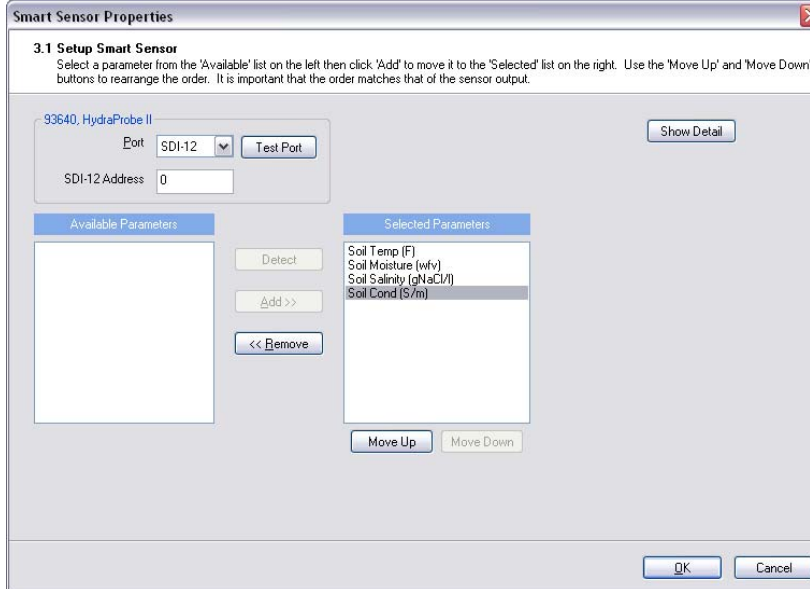 Smart Sensor Properties
3.1 Setup Smart Sensor
Select a parameter from the 'Available' list on the left then click 'Add' to move it to the 'Selected' list on the right. Use the 'Move Up' and 'Move Down'
buttons to rearrange the order. It is important that the order matches that of the sensor output.
93640, HydraProbe II
Port SDI-12 Test Port
Show Detail
SDI-12 Address 0
Available Parameters
Selected Parameters
Soil Temp (F)
Soil Moisture (wfv)
Soil Salinity (gNaCl/l)
Soil Cond (S/m)
Detect
Add >>
<< Remove
Move Up Move Down
OK Cancel